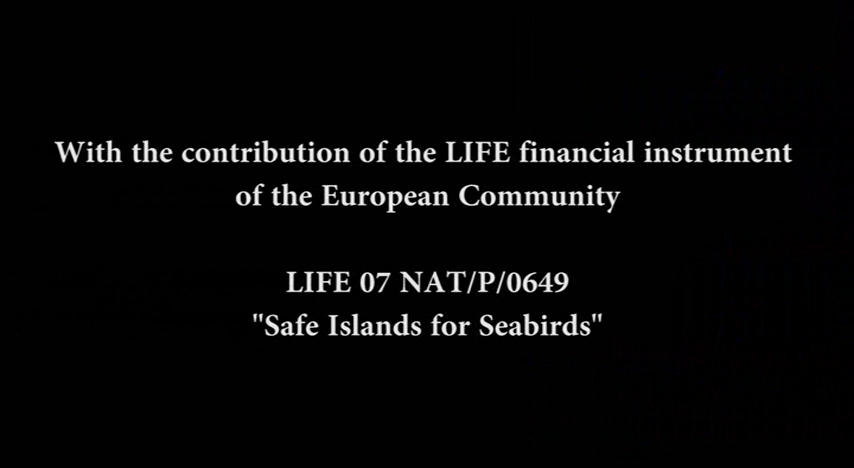 With the contribution of the LIFE financial instrument
of the European Community
LIFE 07 NAT/P/0649
"Safe Islands for Seabirds"